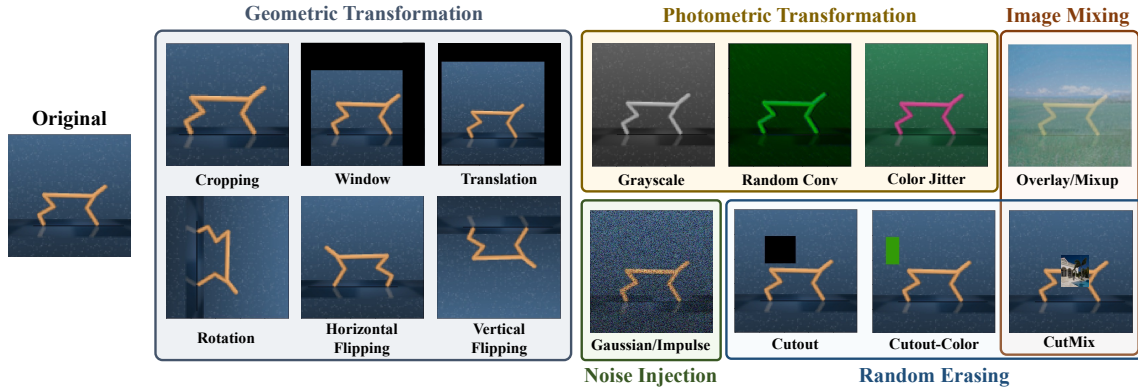 Geometric Transformation
Photometric Transformation
Image Mixing
Original
Cropping
Window
Translation
Grayscale
Random Conv
Color Jitter
Overlay/Mixup
Rotation
Horizontal
Flipping
Vertical
Flipping
Gaussian/Impulse
Cutout
Cutout-Color
CutMix
Noise Injection
Random Erasing